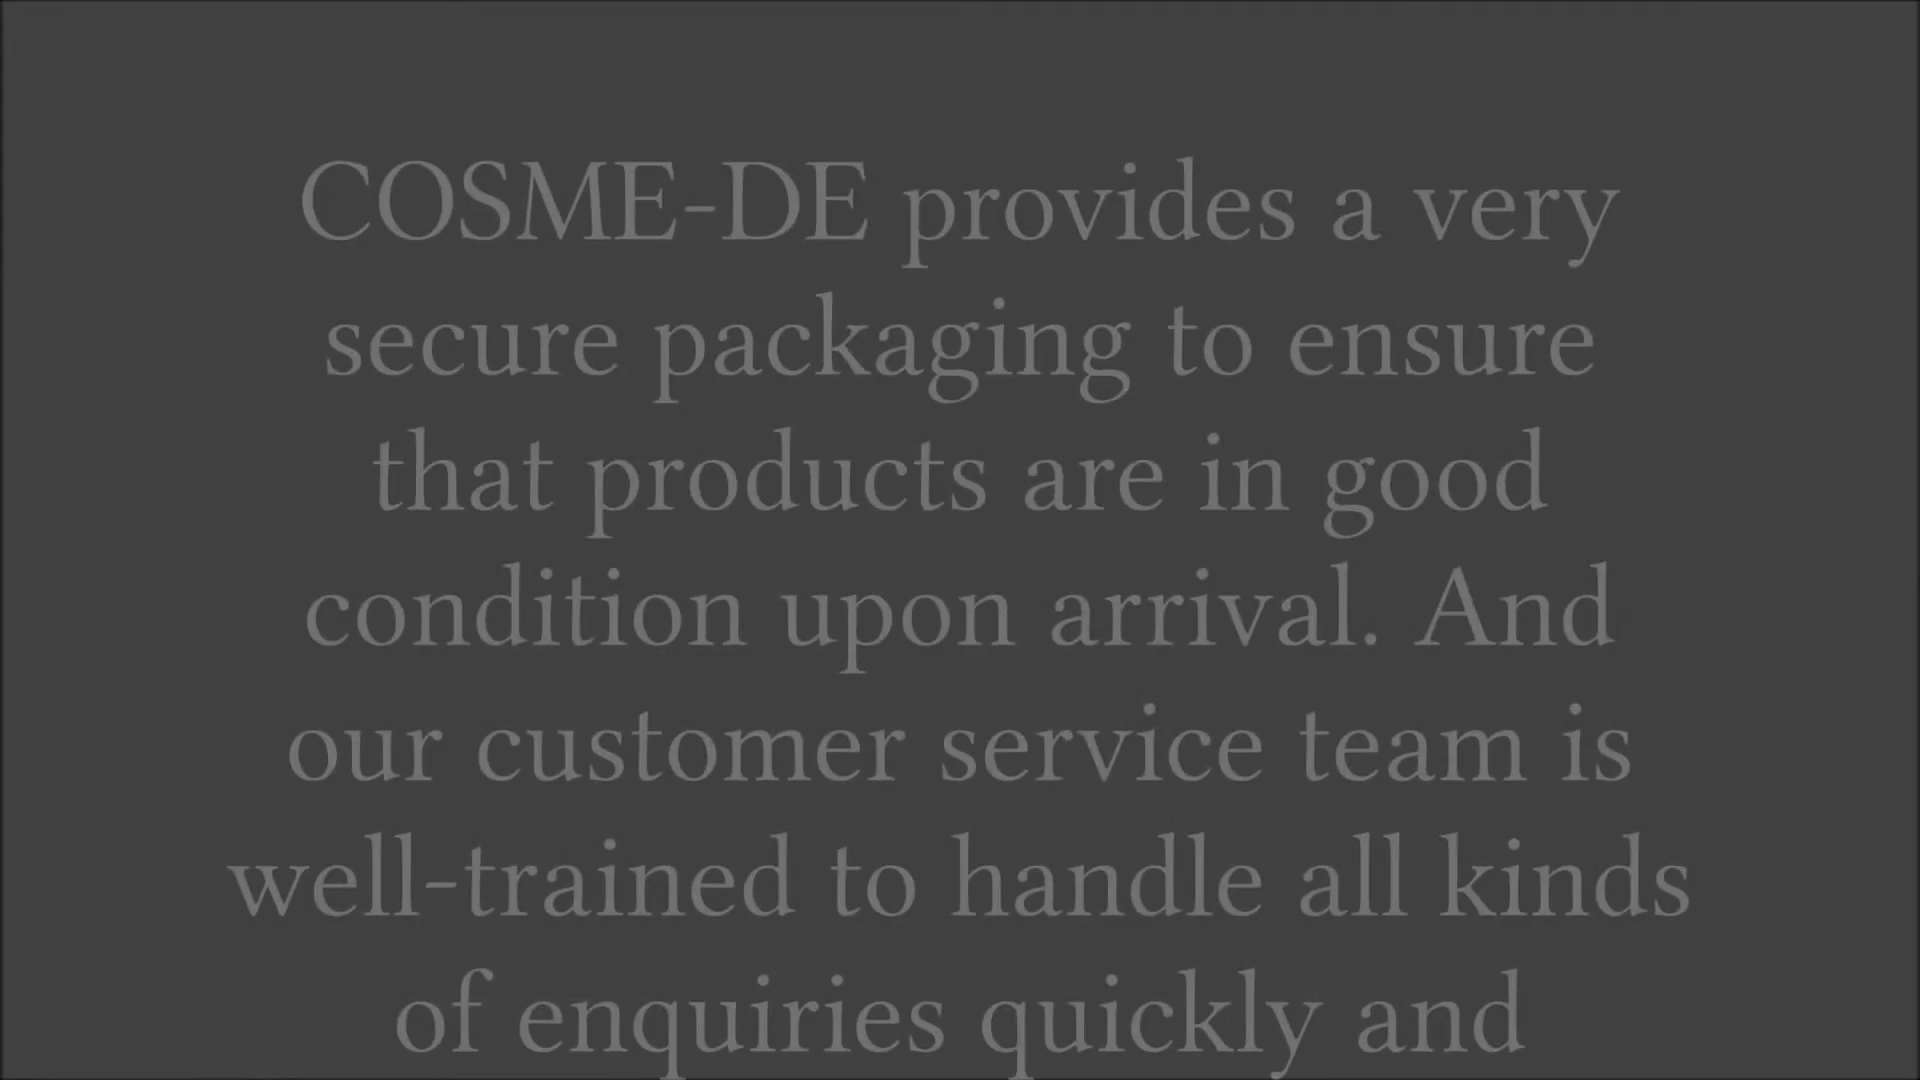 COSME-DE provides a very
secure packaging to ensure
that products are in good
condition upon arrival. And
our customer service team is
well-trained to handle all kinds
of enquiries quickly and